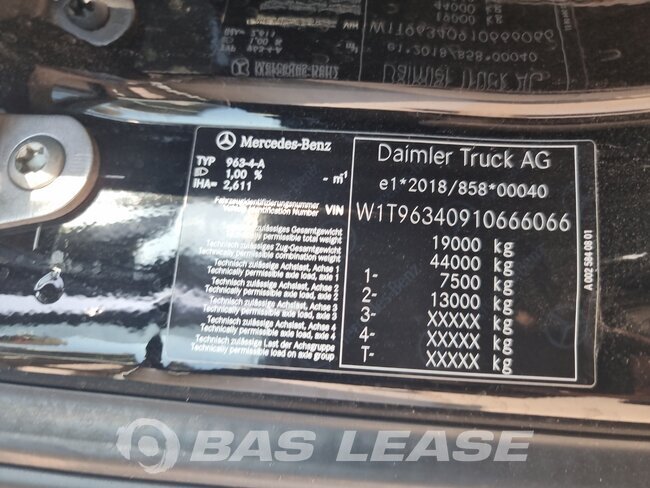 Mercedes-Benz
Daimler Truck AG
TYP 963-4-A
1,00 % - m⁻¹
IHA= 2,611
e1*2018/858*00040
Fahrzeugidentifizierungsnummer
Vehicle Identification Number VIN
W1T96340910666066
Technisch zulässiges Gesamtgewicht
Technically permissible total weight
19000 kg
Technisch zulässiges Zug-Gesamtgewicht
Technically permissible combination weight
44000 kg
Technisch zulässige Achslast, Achse 1
Technically permissible axle load, axle 1
1- 7500 kg
Technisch zulässige Achslast, Achse 2
Technically permissible axle load, axle 2
2- 13000 kg
Technisch zulässige Achslast, Achse 3
Technically permissible axle load, axle 3
3- XXXXX kg
Technisch zulässige Achslast, Achse 4
Technically permissible axle load, axle 4
4- XXXXX kg
Technisch zulässige Last der Achsgruppe
Technically permissible load on axle group
T- XXXXX kg
A 002 584 08 01
BAS LEASE